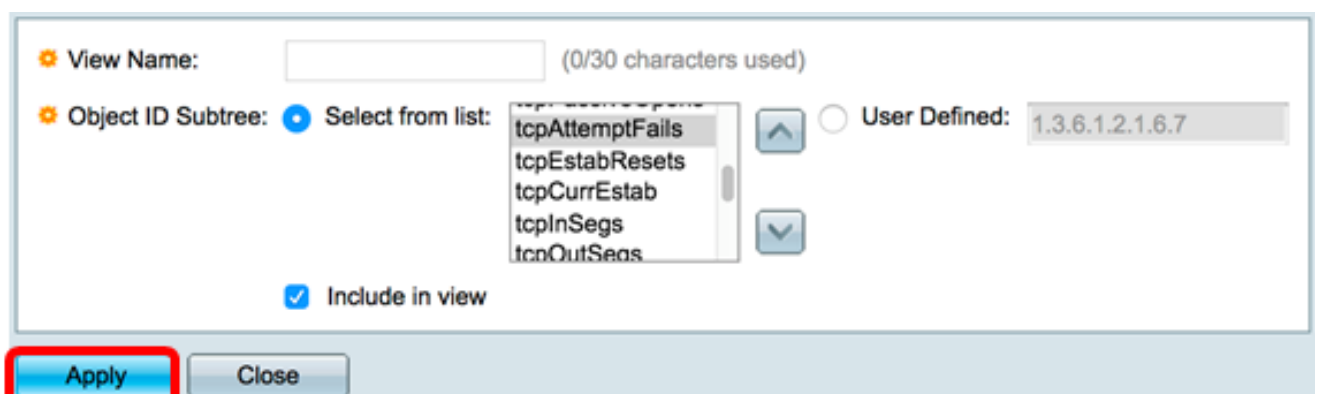 View Name: (0/30 characters used)
Object ID Subtree: Select from list: User Defined: 1.3.6.1.2.1.6.7
tcpAttemptFails
tcpEstabResets
tcpCurrEstab
tcpInSegs
tcpOutSegs
Include in view
Apply Close